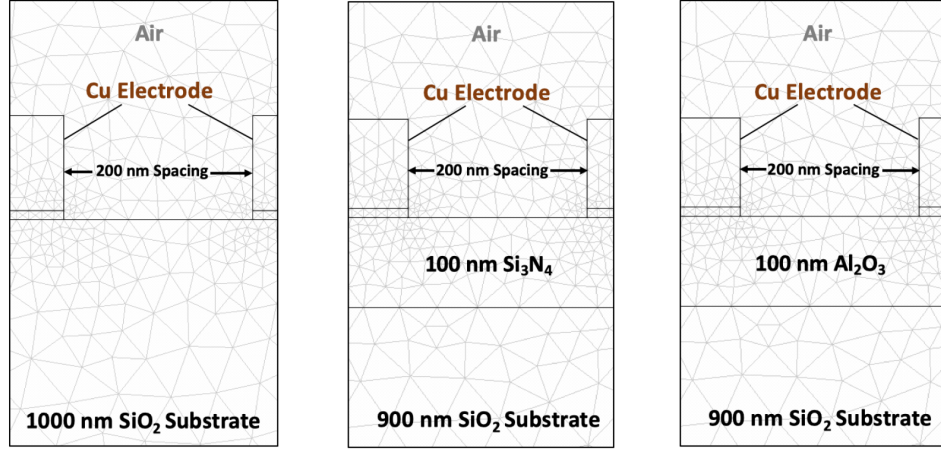 Air
Cu Electrode
200 nm Spacing
1000 nm SiO₂ Substrate
Air
Cu Electrode
200 nm Spacing
100 nm Si₃N₄
900 nm SiO₂ Substrate
Air
Cu Electrode
200 nm Spacing
100 nm Al₂O₃
900 nm SiO₂ Substrate